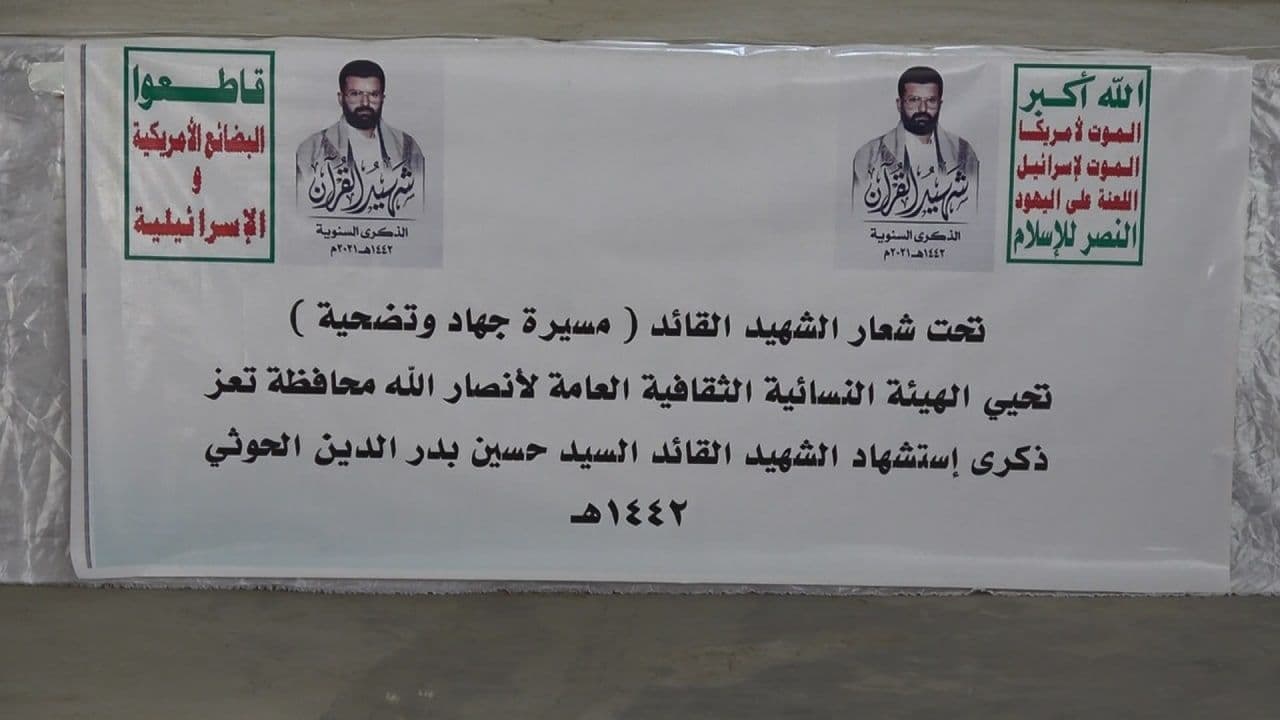 الله أكبر
الموت لأمريكا
الموت لإسرائيل
اللعنة على اليهود
النصر للإسلام
شهيد القرآن
الذكرى السنوية
١٤٤٢هـ-٢٠٢١م
شهيد القرآن
الذكرى السنوية
١٤٤٢هـ-٢٠٢١م
قاطعوا
البضائع الأمريكية
و
الإسرائيلية
تحت شعار الشهيد القائد ( مسيرة جهاد وتضحية )
تحيي الهيئة النسائية الثقافية العامة لأنصار الله محافظة تعز
ذكرى إستشهاد الشهيد القائد السيد حسين بدر الدين الحوثي
١٤٤٢هـ